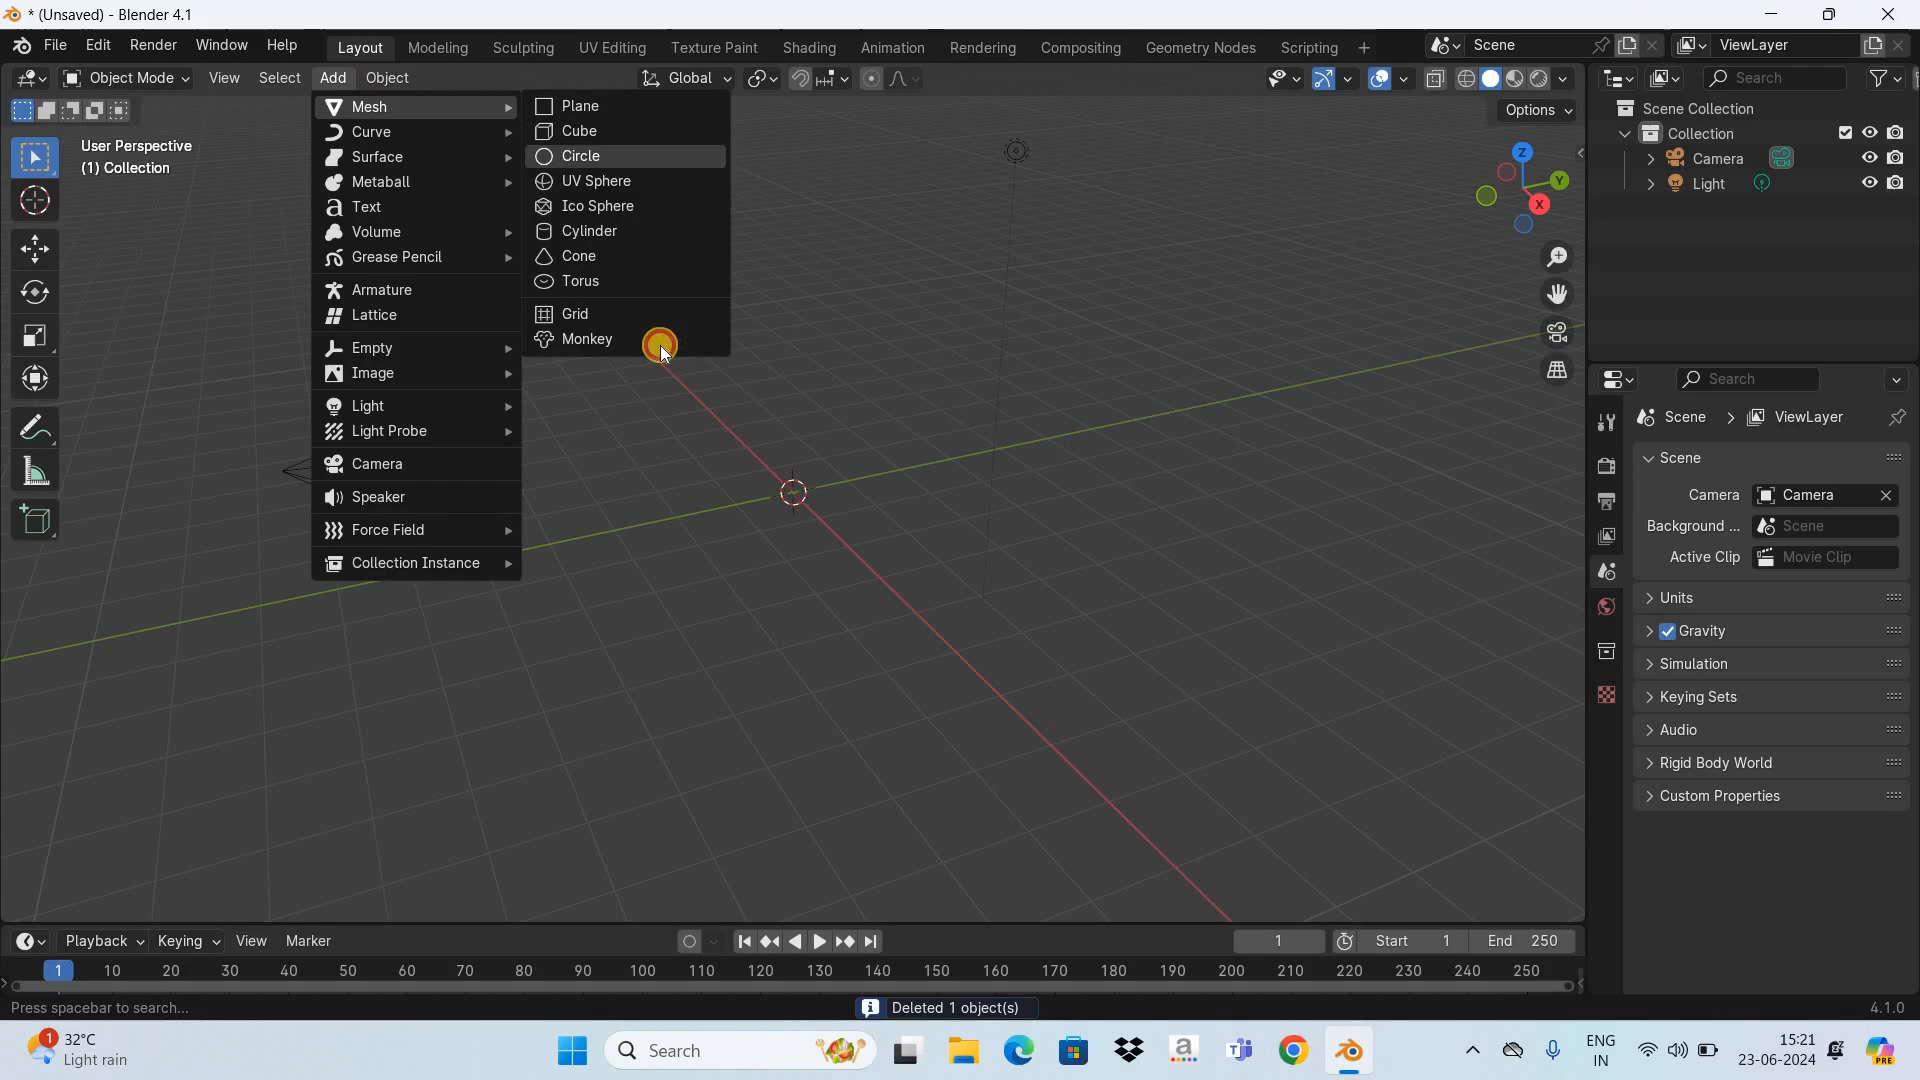 * (Unsaved) - Blender 4.1
File Edit Render Window Help Layout Modeling Sculpting UV Editing Texture Paint Shading Animation Rendering Compositing Geometry Nodes Scripting + Scene ViewLayer
Object Mode View Select Add Object Global Search
Options
User Perspective
(1) Collection
Mesh
Curve
Surface
Metaball
Text
Volume
Grease Pencil
Armature
Lattice
Empty
Image
Light
Light Probe
Camera
Speaker
Force Field
Collection Instance
Plane
Cube
Circle
UV Sphere
Ico Sphere
Cylinder
Cone
Torus
Grid
Monkey
Z
Y
X
Scene Collection
Collection
Camera
Light
Search
Scene > ViewLayer
Scene
Camera Camera
Background ... Scene
Active Clip Movie Clip
Units
Gravity
Simulation
Keying Sets
Audio
Rigid Body World
Custom Properties
Playback Keying View Marker 1 Start 1 End 250
1 10 20 30 40 50 60 70 80 90 100 110 120 130 140 150 160 170 180 190 200 210 220 230 240 250
Press spacebar to search... Deleted 1 object(s) 4.1.0
1 32°C
Light rain
Search
a
ENG
IN
15:21
23-06-2024
PRE